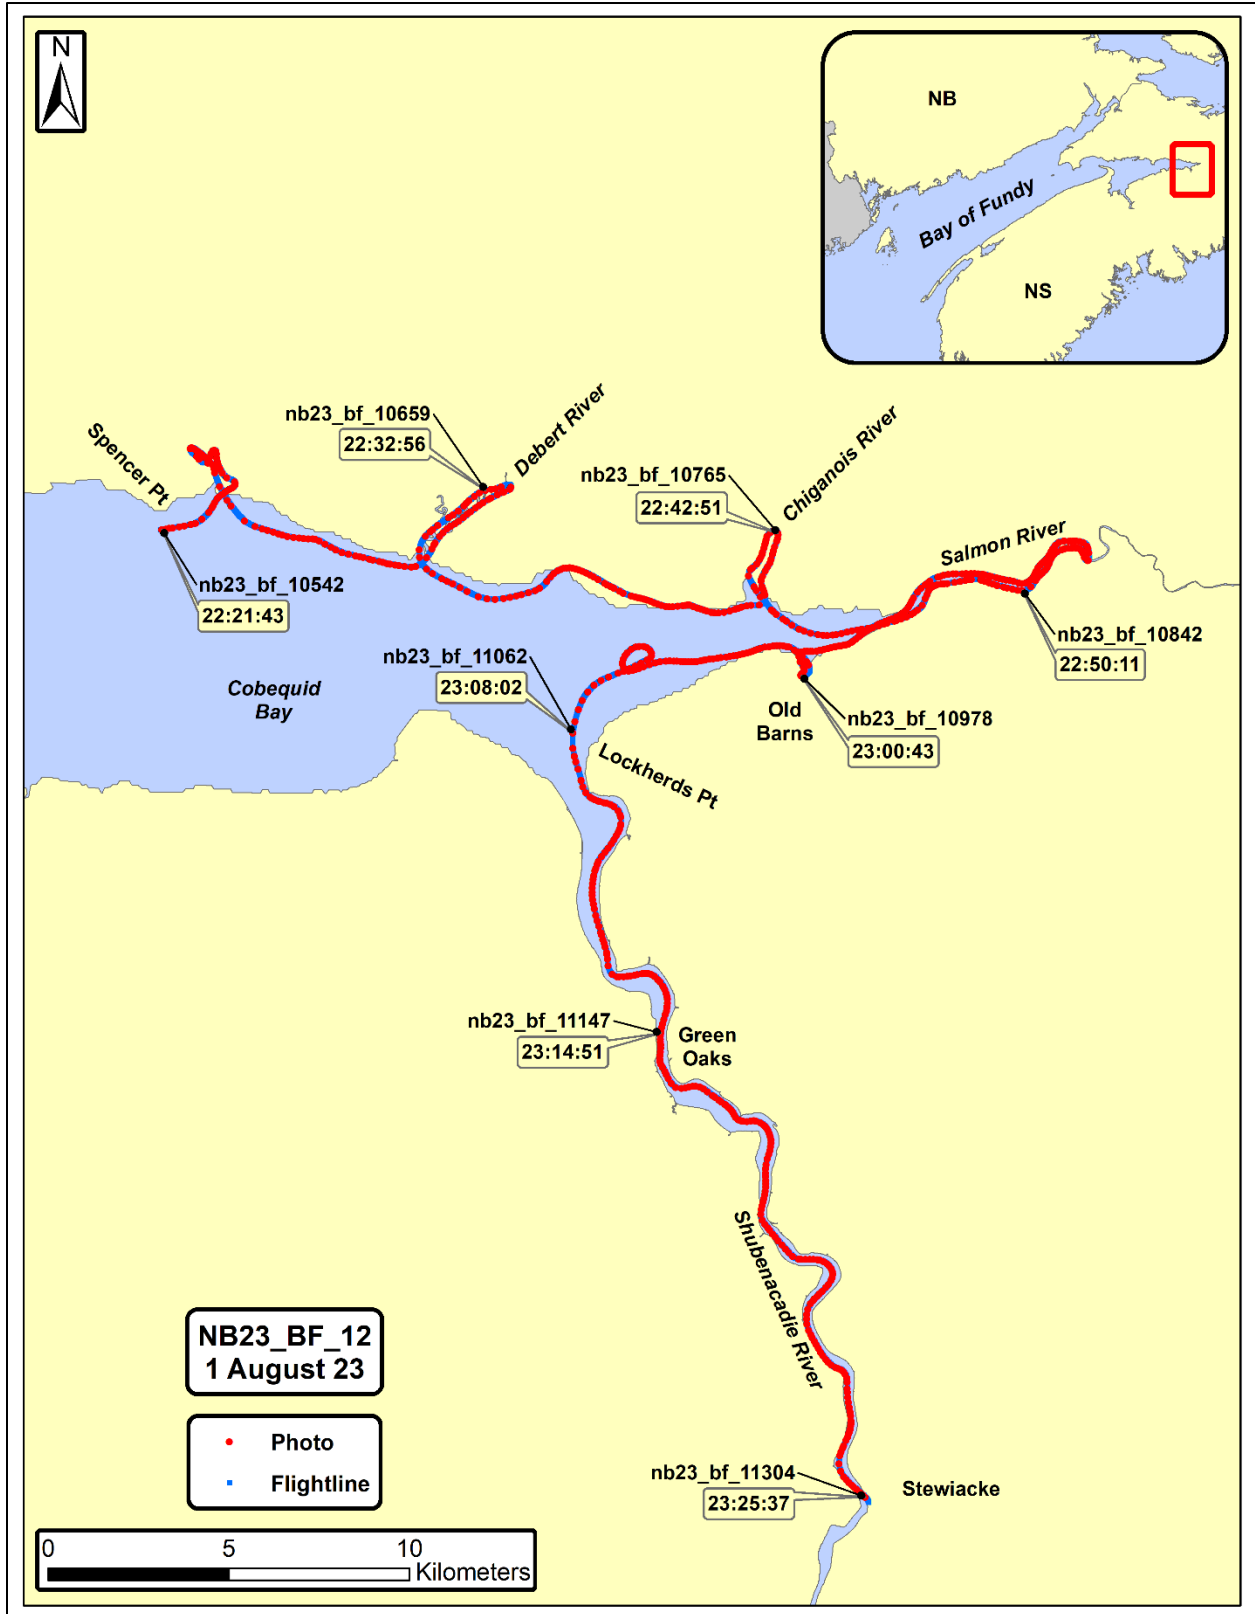 N
NB
Bay of Fundy
NS
Spencer Pt
nb23_bf_10659
22:32:56
Debert River
nb23_bf_10765
22:42:51
Chiganois River
Salmon River
nb23_bf_10542
22:21:43
nb23_bf_10842
22:50:11
nb23_bf_11062
23:08:02
Cobequid
Bay
Old
Barns
nb23_bf_10978
23:00:43
Lockherds Pt
nb23_bf_11147
23:14:51
Green
Oaks
Shubenacadie River
NB23_BF_12
1 August 23
Photo
Flightline
nb23_bf_11304
23:25:37
Stewiacke
0 5 10
Kilometers